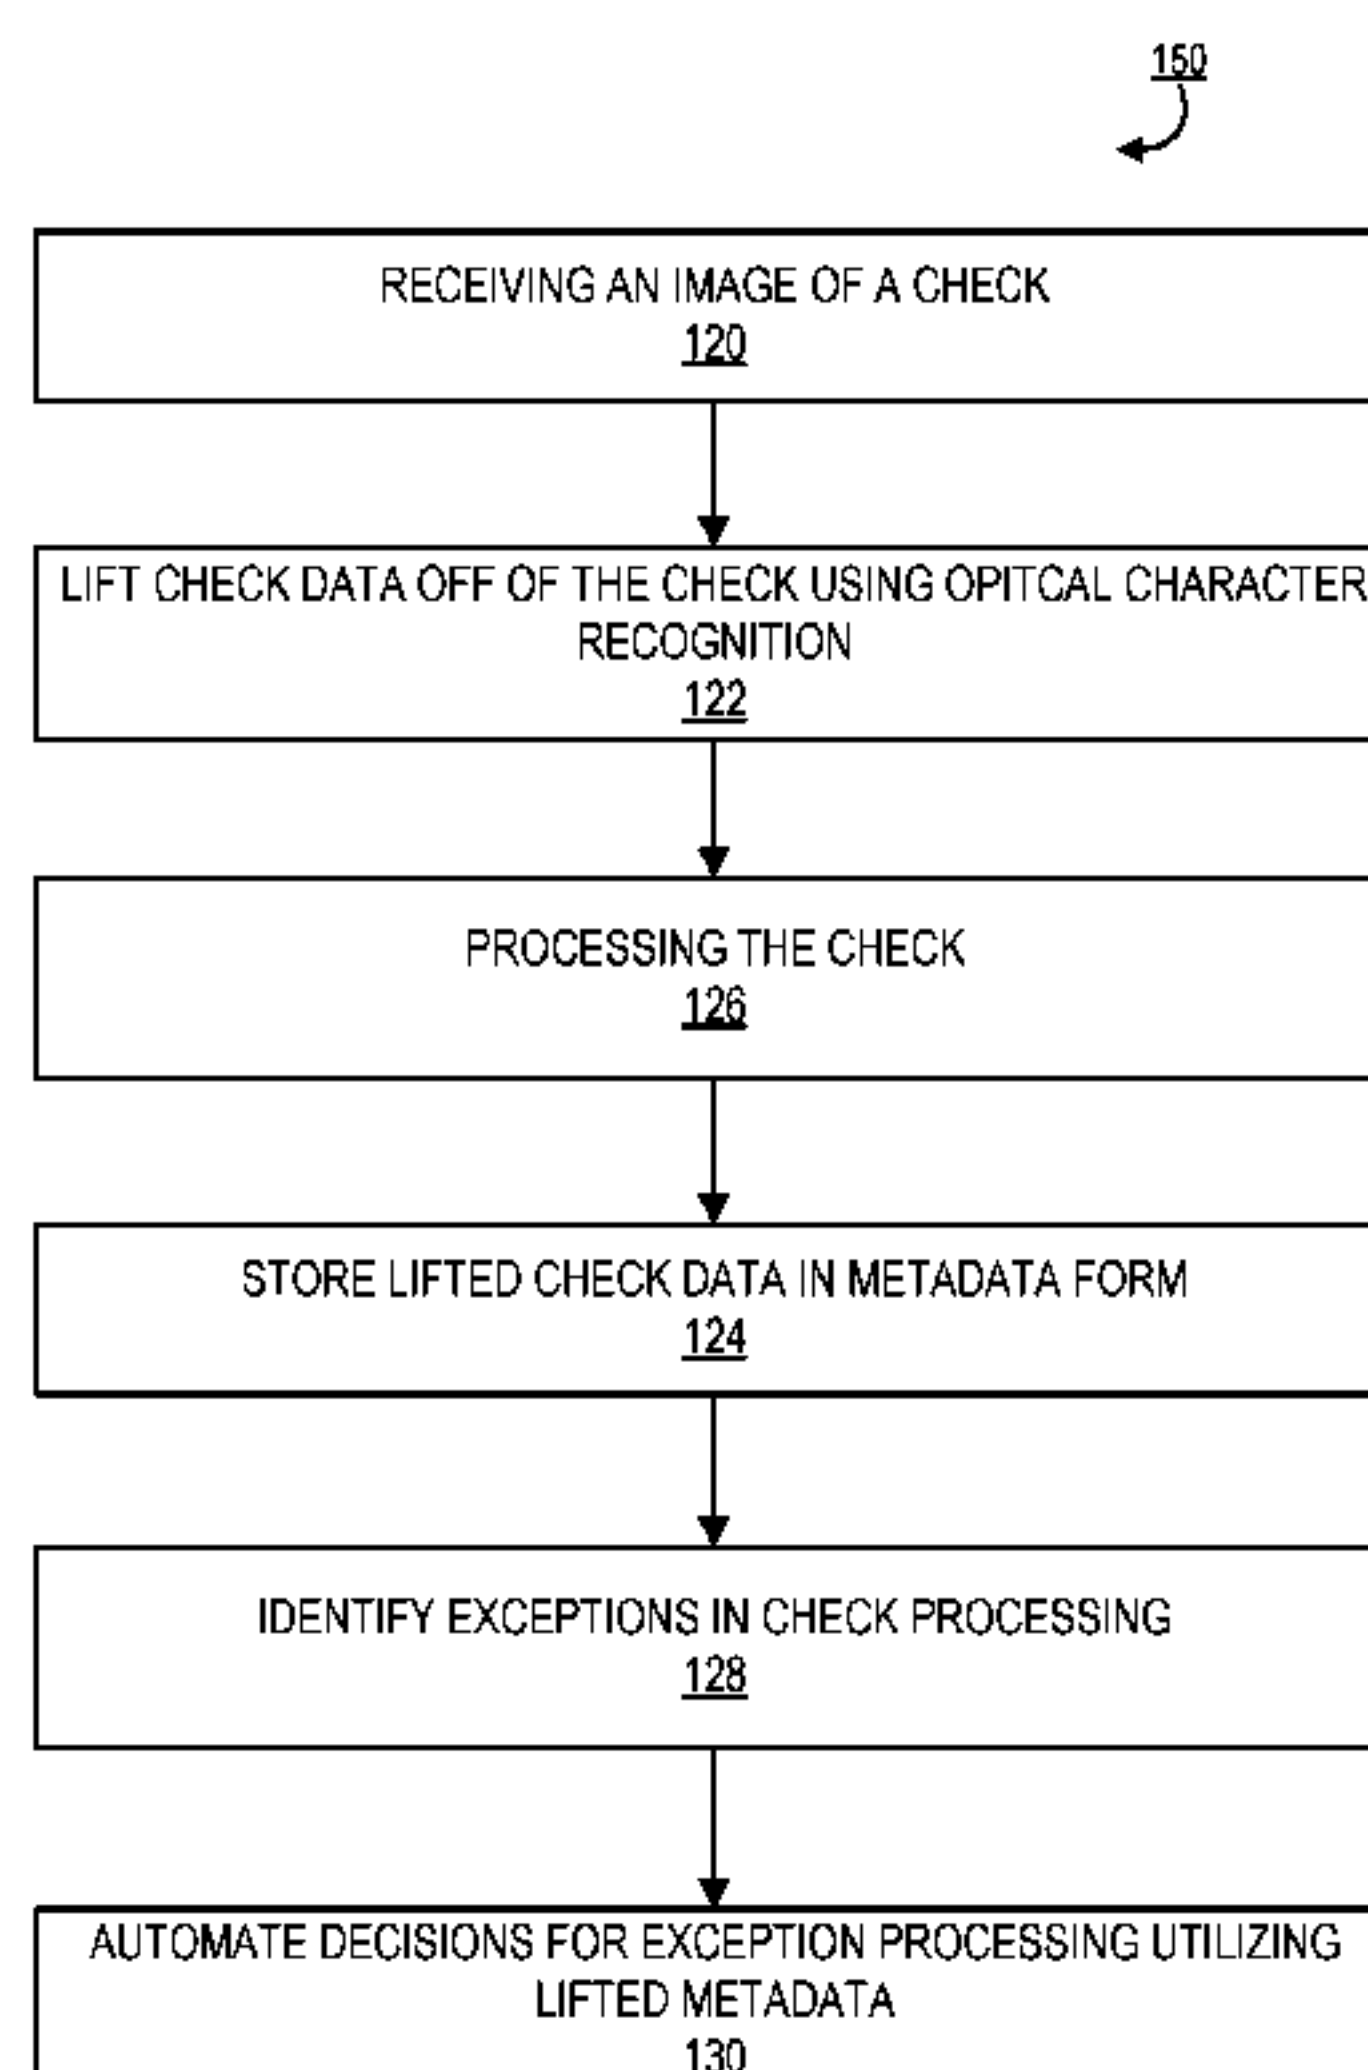 150
RECEIVING AN IMAGE OF A CHECK
120
LIFT CHECK DATA OFF OF THE CHECK USING OPITCAL CHARACTER
RECOGNITION
122
PROCESSING THE CHECK
126
STORE LIFTED CHECK DATA IN METADATA FORM
124
IDENTIFY EXCEPTIONS IN CHECK PROCESSING
128
AUTOMATE DECISIONS FOR EXCEPTION PROCESSING UTILIZING
LIFTED METADATA
130